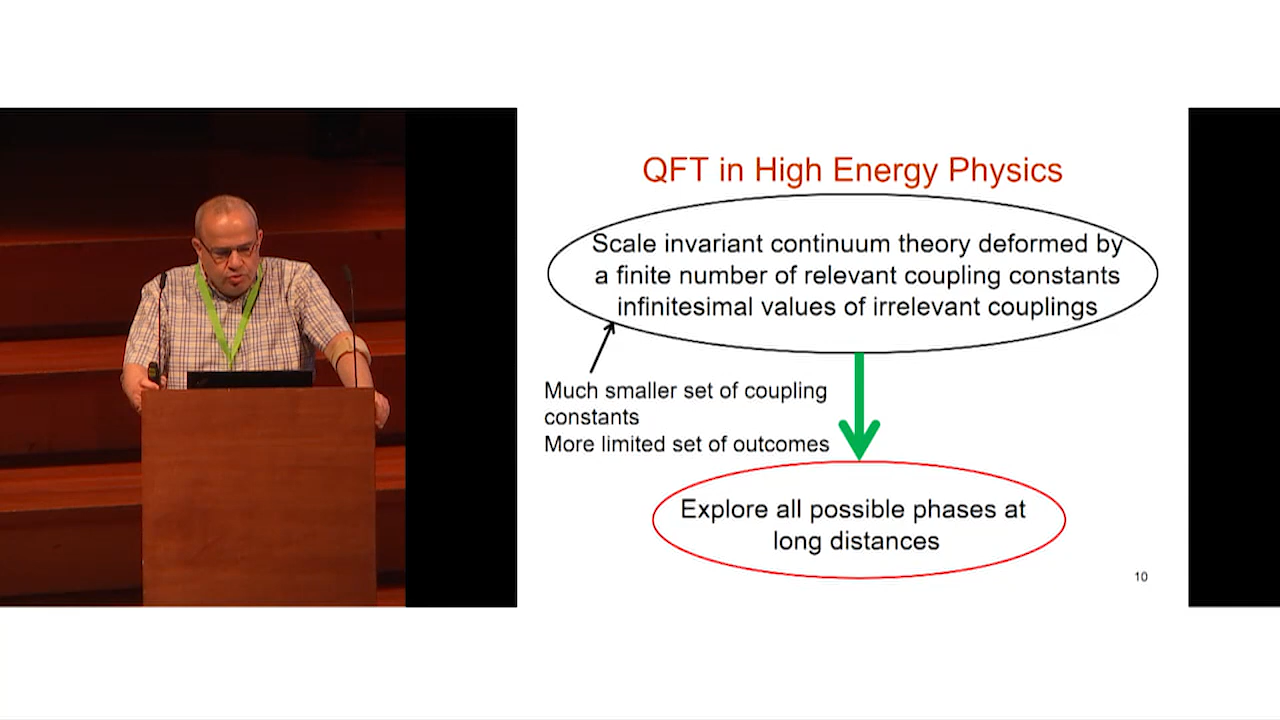 QFT in High Energy Physics
Scale invariant continuum theory deformed by
a finite number of relevant coupling constants
infinitesimal values of irrelevant couplings
Much smaller set of coupling
constants
More limited set of outcomes
Explore all possible phases at
long distances
10